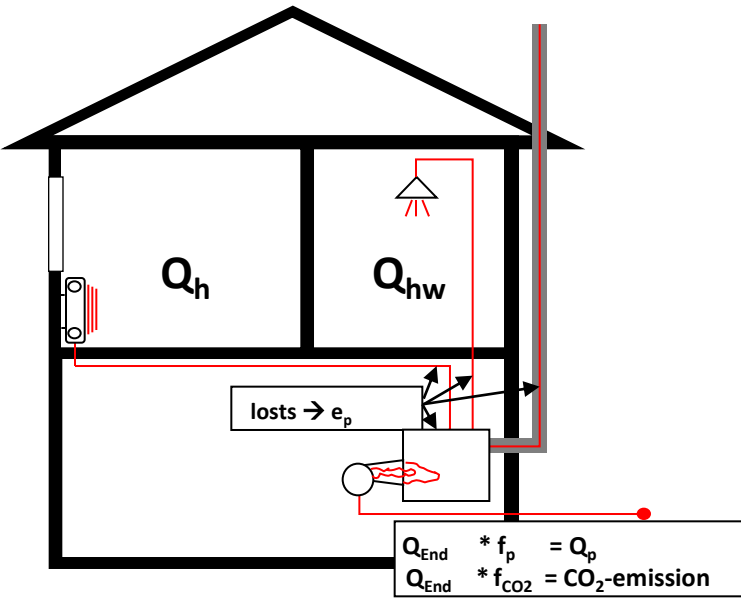 Qh
Qhw
losts → ep
QEnd * fp = Qp
QEnd * fCO2 = CO2-emission